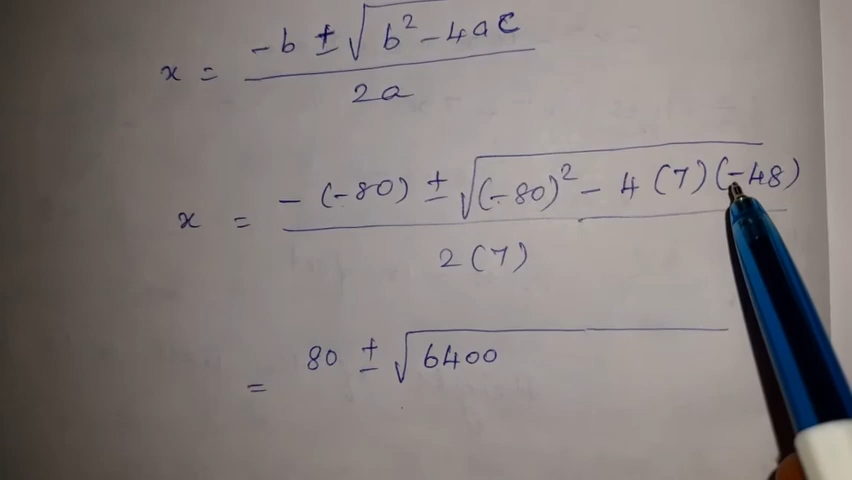 x = (-b ± √(b² - 4ac)) / 2a
x = (-(-80) ± √((-80)² - 4(7)(-48))) / 2(7)
= 80 ± √6400